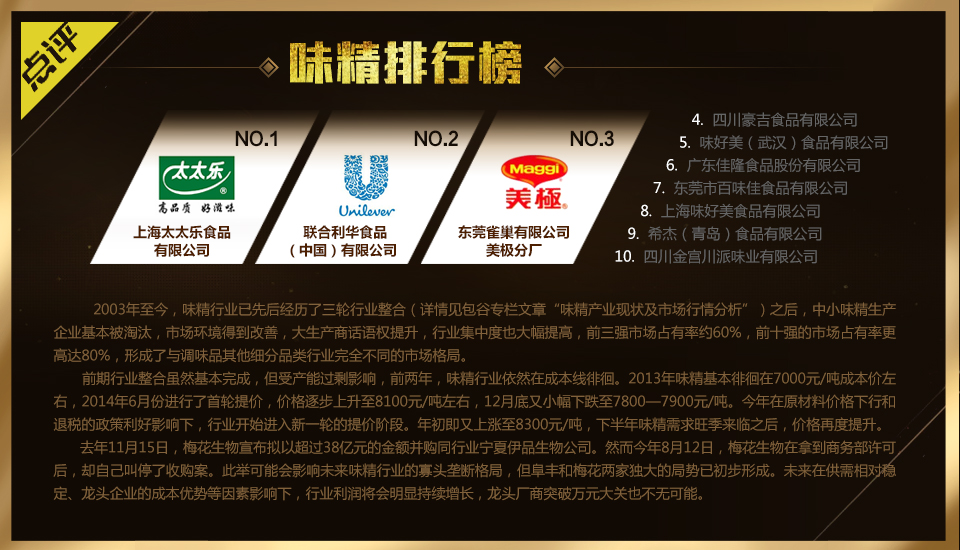 点评
味精排行榜
NO.1
太太乐
®
高品质 好滋味
上海太太乐食品
有限公司
NO.2
Unilever
联合利华食品
（中国）有限公司
NO.3
Maggi
美極®
东莞雀巢有限公司
美极分厂
4. 四川豪吉食品有限公司
5. 味好美（武汉）食品有限公司
6. 广东佳隆食品股份有限公司
7. 东莞市百味佳食品有限公司
8. 上海味好美食品有限公司
9. 希杰（青岛）食品有限公司
10. 四川金宫川派味业有限公司
2003年至今，味精行业已先后经历了三轮行业整合（详情见包谷专栏文章“味精产业现状及市场行情分析”）之后，中小味精生产
企业基本被淘汰，市场环境得到改善，大生产商话语权提升，行业集中度也大幅提高，前三强市场占有率约60%，前十强的市场占有率更
高达80%，形成了与调味品其他细分品类行业完全不同的市场格局。
前期行业整合虽然基本完成，但受产能过剩影响，前两年，味精行业依然在成本线徘徊。2013年味精基本徘徊在7000元/吨成本价左
右，2014年6月份进行了首轮提价，价格逐步上升至8100元/吨左右，12月底又小幅下跌至7800—7900元/吨。今年在原材料价格下行和
退税的政策利好影响下，行业开始进入新一轮的提价阶段。年初即又上涨至8300元/吨，下半年味精需求旺季来临之后，价格再度提升。
去年11月15日，梅花生物宣布拟以超过38亿元的金额并购同行业宁夏伊品生物公司。然而今年8月12日，梅花生物在拿到商务部许可
后，却自己叫停了收购案。此举可能会影响未来味精行业的寡头垄断格局，但阜丰和梅花两家独大的局势已初步形成。未来在供需相对稳
定、龙头企业的成本优势等因素影响下，行业利润将会明显持续增长，龙头厂商突破万元大关也不无可能。